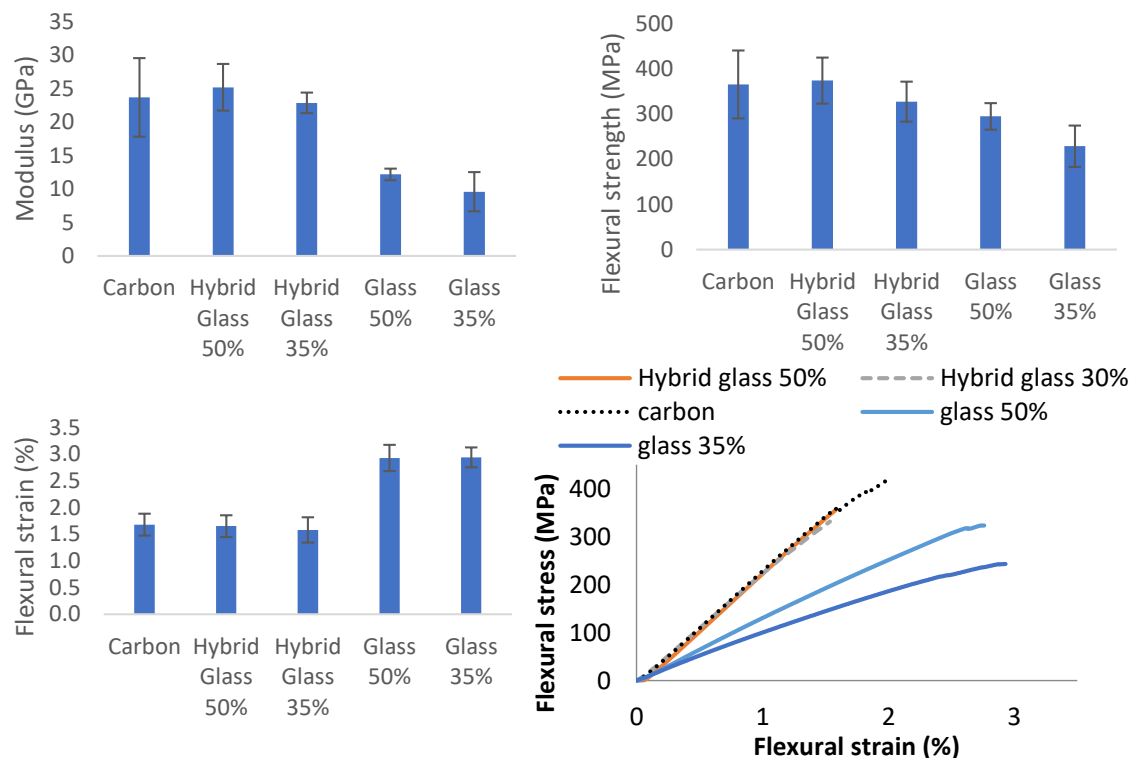 Modulus (GPa)
35
30
25
20
15
10
5
0
Carbon Hybrid Hybrid Glass Glass
Glass Glass 50% 35%
50% 35%
Flexural strength (MPa)
500
400
300
200
100
0
Carbon Hybrid Hybrid Glass Glass
Glass Glass 50% 35%
50% 35%
Flexural strain (%)
3.5
3.0
2.5
2.0
1.5
1.0
0.5
0.0
Carbon Hybrid Hybrid Glass Glass
Glass Glass 50% 35%
50% 35%
Hybrid glass 50% Hybrid glass 30%
carbon glass 50%
glass 35%
Flexural stress (MPa)
400
300
200
100
0
0 1 2 3
Flexural strain (%)